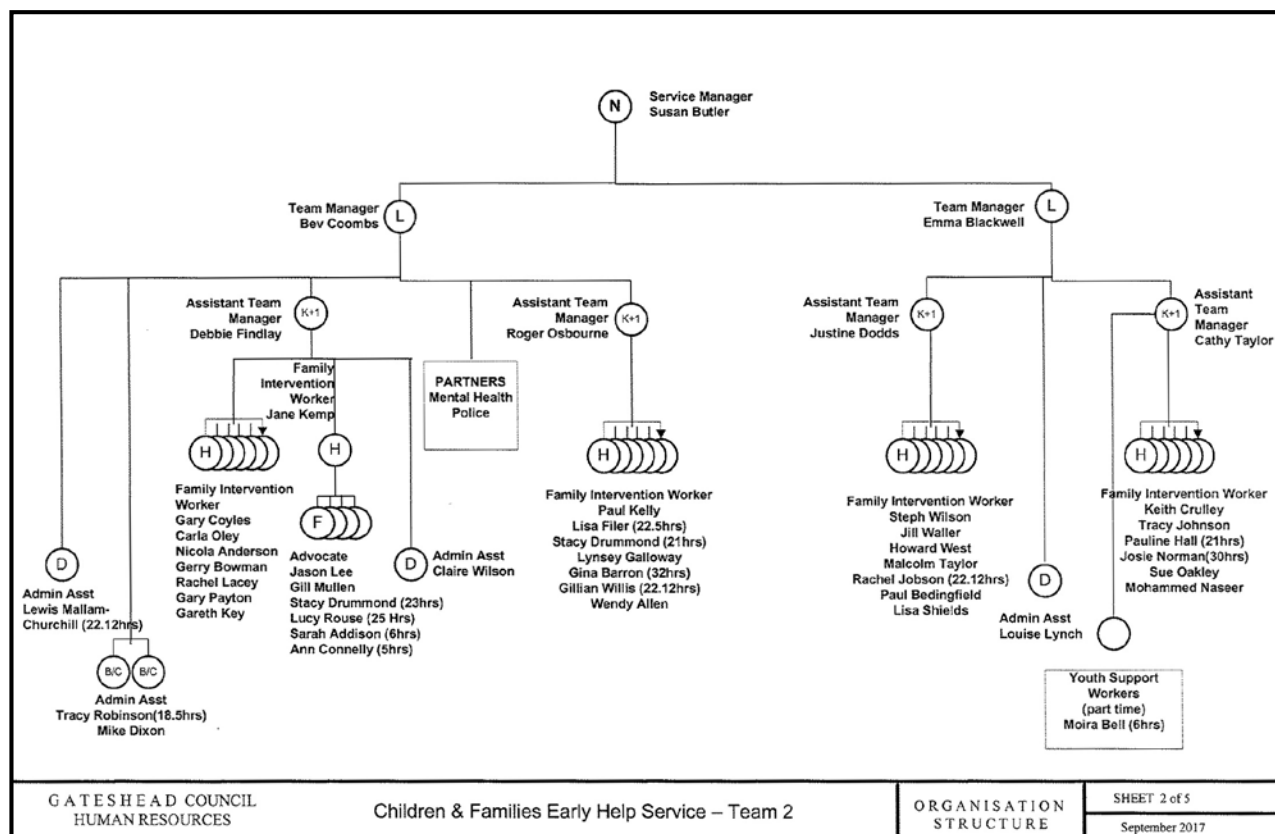 N
Service Manager
Susan Butler
Team Manager
Bev Coombs
L
Team Manager
Emma Blackwell
L
Assistant Team
Manager
Debbie Findlay
K+1
Assistant Team
Manager
Roger Osbourne
K+1
Assistant Team
Manager
Justine Dodds
K+1
Assistant
Team
Manager
Cathy Taylor
K+1
Family
Intervention
Worker
Jane Kemp
H
PARTNERS
Mental Health
Police
H
Family Intervention
Worker
Gary Coyles
Carla Oley
Nicola Anderson
Gerry Bowman
Rachel Lacey
Gary Payton
Gareth Key
F
Advocate
Jason Lee
Gill Mullen
Stacy Drummond (23hrs)
Lucy Rouse (25 Hrs)
Sarah Addison (6hrs)
Ann Connelly (5hrs)
D
Admin Asst
Claire Wilson
H
Family Intervention Worker
Paul Kelly
Lisa Filer (22.5hrs)
Stacy Drummond (21hrs)
Lynsey Galloway
Gina Barron (32hrs)
Gillian Willis (22.12hrs)
Wendy Allen
H
Family Intervention Worker
Steph Wilson
Jill Waller
Howard West
Malcolm Taylor
Rachel Jobson (22.12hrs)
Paul Bedingfield
Lisa Shields
H
Family Intervention Worker
Keith Crulley
Tracy Johnson
Pauline Hall (21hrs)
Josie Norman(30hrs)
Sue Oakley
Mohammed Naseer
D
Admin Asst
Lewis Mallam-
Churchill (22.12hrs)
B/C
B/C
Admin Asst
Tracy Robinson(18.5hrs)
Mike Dixon
D
Admin Asst
Louise Lynch
Youth Support
Workers
(part time)
Moira Bell (6hrs)
GATESHEAD COUNCIL
HUMAN RESOURCES
Children & Families Early Help Service – Team 2
ORGANISATION
STRUCTURE
SHEET 2 of 5
September 2017